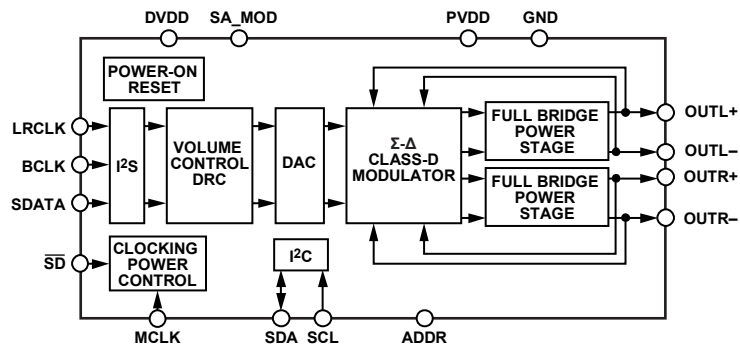 DVDD SA_MOD PVDD GND
POWER-ON
RESET
LRCLK
BCLK
SDATA
I²S
VOLUME
CONTROL
DRC
DAC
Σ-Δ
CLASS-D
MODULATOR
FULL BRIDGE
POWER
STAGE
FULL BRIDGE
POWER
STAGE
OUTL+
OUTL–
OUTR+
OUTR–
S̅D̅
CLOCKING
POWER
CONTROL
I²C
MCLK SDA SCL ADDR